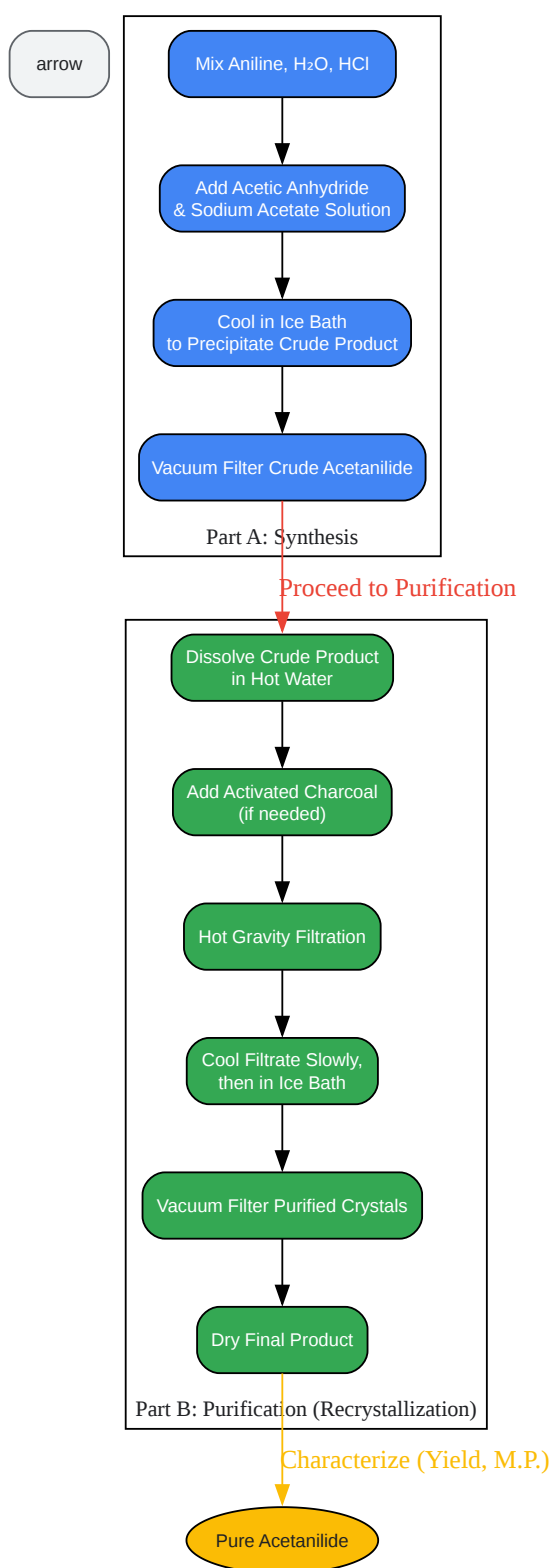 arrow
Mix Aniline, H₂O, HCl
Add Acetic Anhydride
& Sodium Acetate Solution
Cool in Ice Bath
to Precipitate Crude Product
Vacuum Filter Crude Acetanilide
Part A: Synthesis
Proceed to Purification
Dissolve Crude Product
in Hot Water
Add Activated Charcoal
(if needed)
Hot Gravity Filtration
Cool Filtrate Slowly,
then in Ice Bath
Vacuum Filter Purified Crystals
Dry Final Product
Part B: Purification (Recrystallization)
Characterize (Yield, M.P.)
Pure Acetanilide